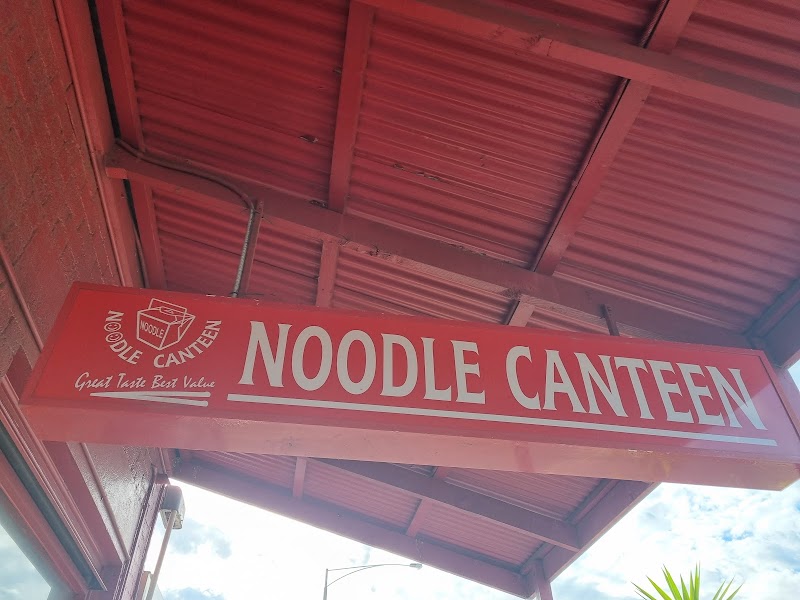 NOODLE
NOODLE CANTEEN
Great Taste Best Value
NOODLE CANTEEN